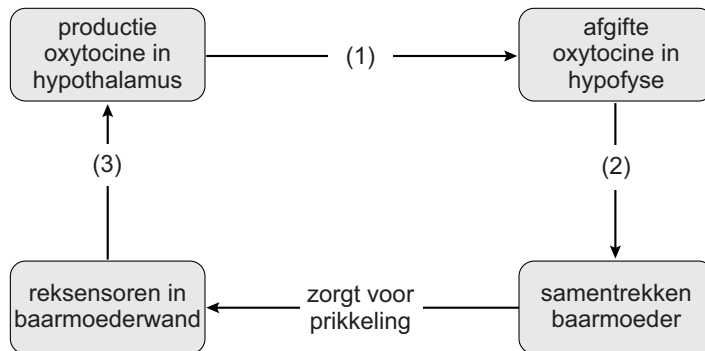 productie
oxytocine in
hypothalamus
(1)
afgifte
oxytocine in
hypofyse
(3)
(2)
reksensoren in
baarmoederwand
zorgt voor
prikkeling
samentrekken
baarmoeder